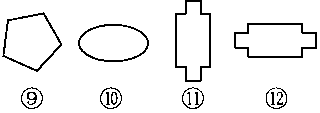 ⑨ ⑩ ⑪ ⑫